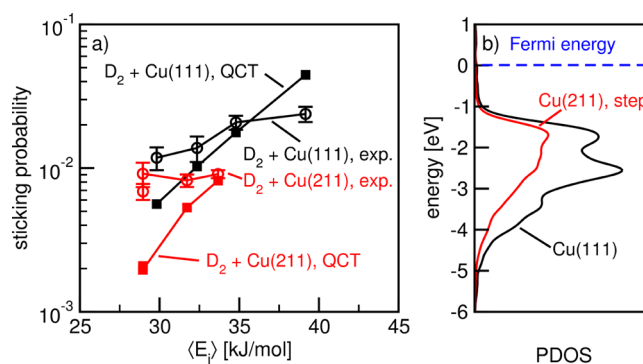 a)
D₂ + Cu(111), QCT
D₂ + Cu(111), exp.
D₂ + Cu(211), exp.
D₂ + Cu(211), QCT
sticking probability
10⁻¹
10⁻²
10⁻³
25 30 35 40 45
⟨Eᵢ⟩ [kJ/mol]
b)
Fermi energy
Cu(211), step
Cu(111)
energy [eV]
1
0
-1
-2
-3
-4
-5
-6
PDOS